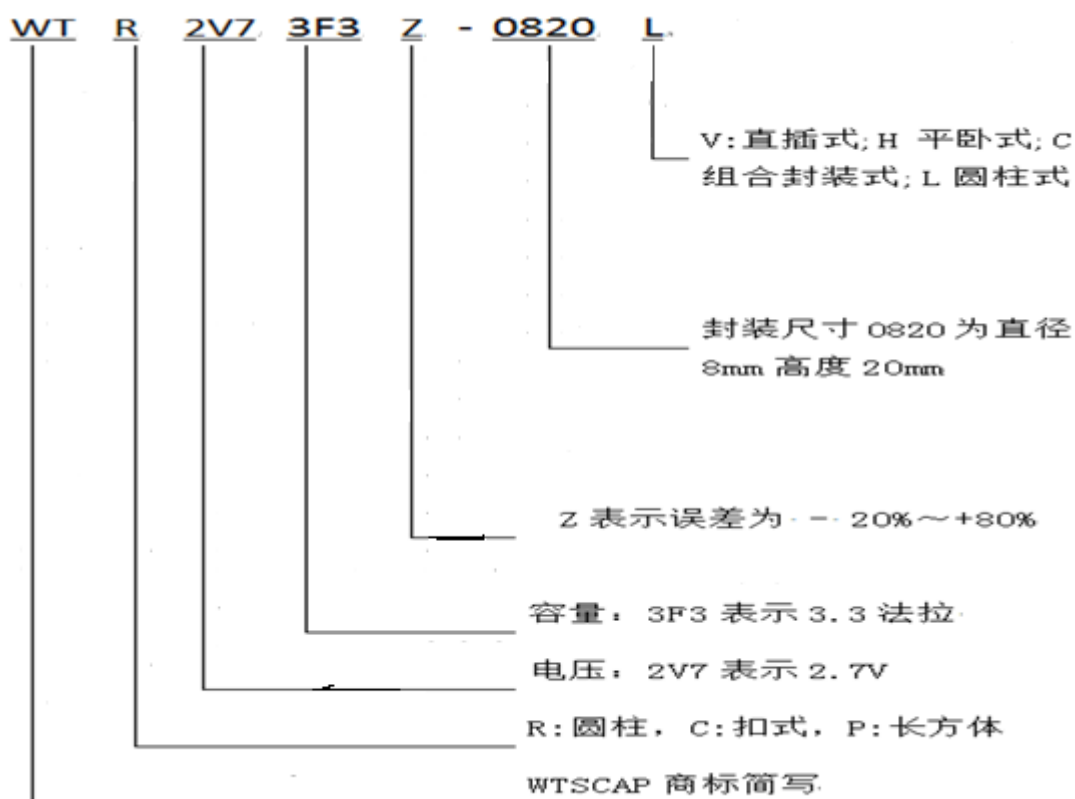 WT R 2V7 3F3 Z - 0820 L
V:直插式;H 平卧式;C
组合封装式;L 圆柱式
封装尺寸 0820 为直径
8mm 高度 20mm
Z 表示误差为 - 20%～+80%
容量：3F3 表示 3.3 法拉
电压：2V7 表示 2.7V
R:圆柱，C:扣式，P:长方体
WTSCAP 商标简写